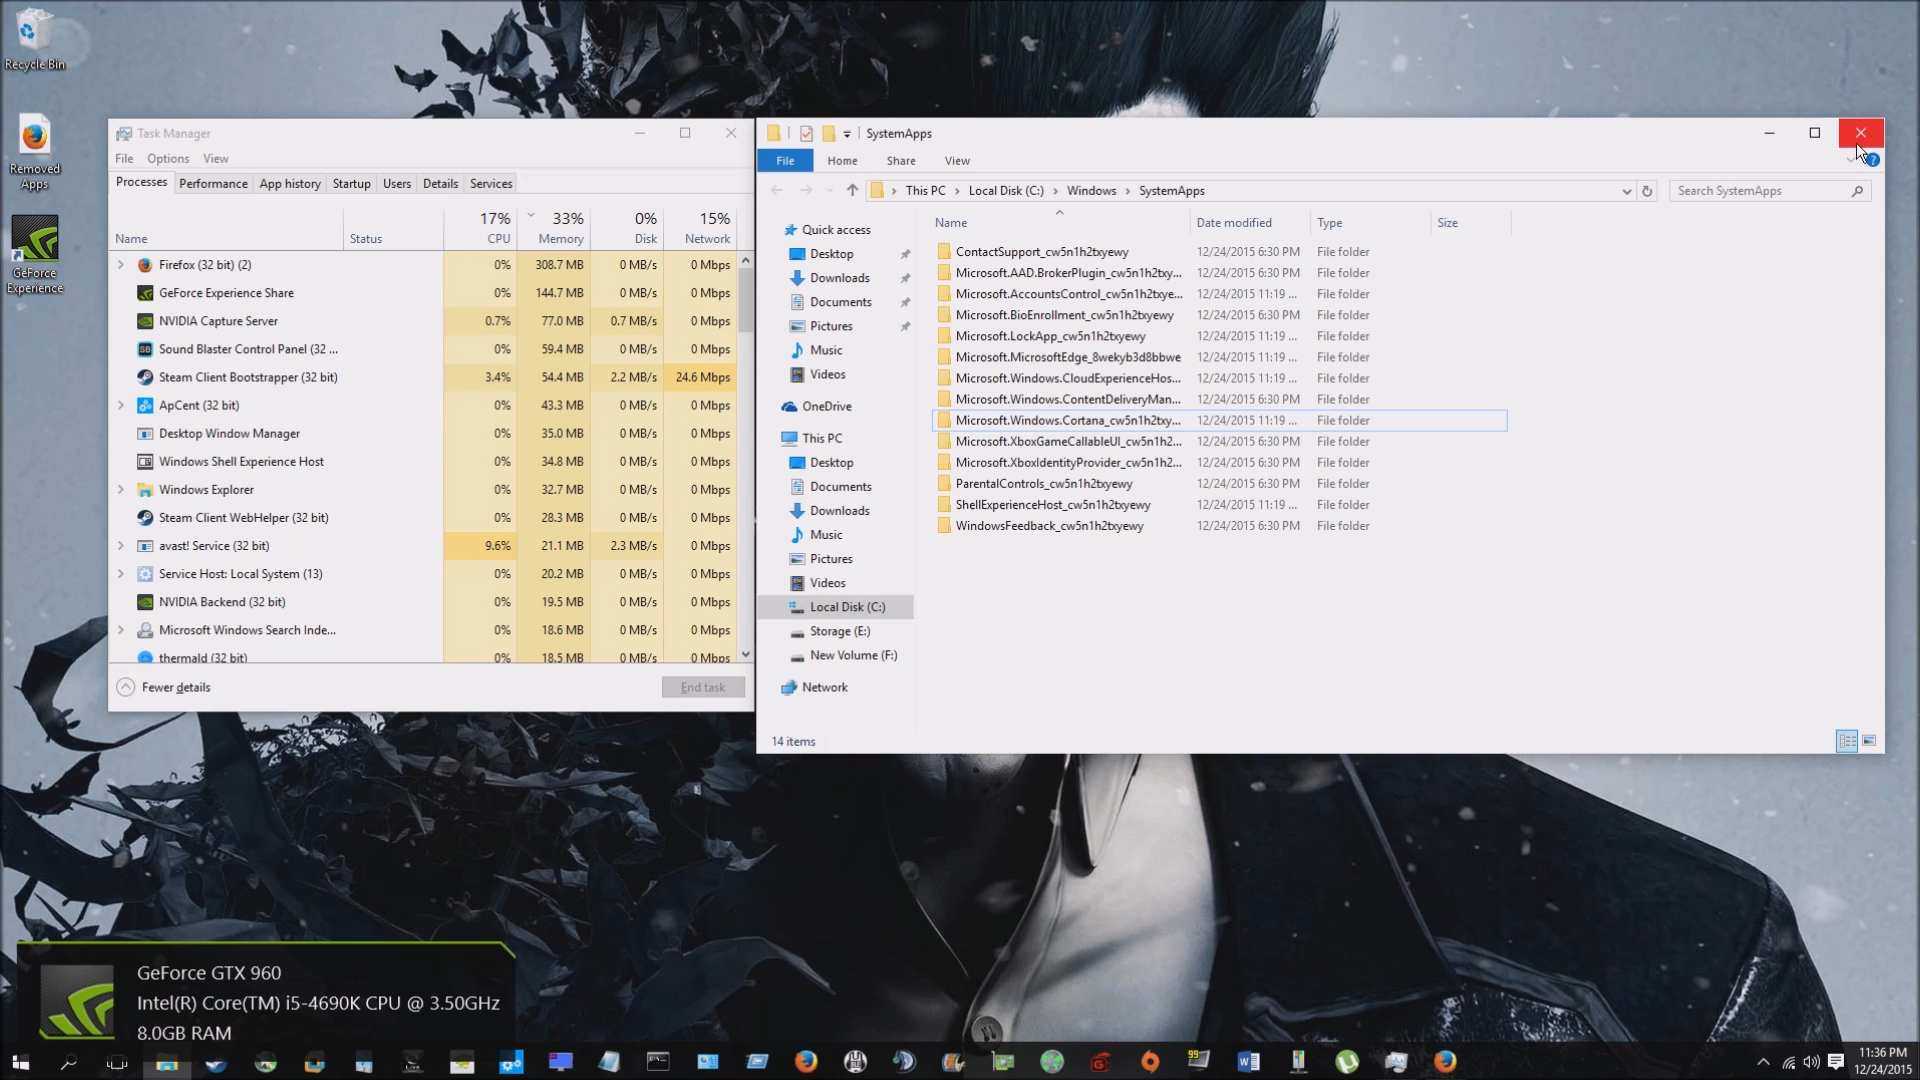 Recycle Bin
Removed Apps
GeForce Experience
Task Manager
File Options View
Processes Performance App history Startup Users Details Services
17% 33% 0% 15%
Name Status CPU Memory Disk Network
Firefox (32 bit) (2) 0% 308.7 MB 0 MB/s 0 Mbps
GeForce Experience Share 0% 144.7 MB 0 MB/s 0 Mbps
NVIDIA Capture Server 0.7% 77.0 MB 0.7 MB/s 0 Mbps
Sound Blaster Control Panel (32 ... 0% 59.4 MB 0 MB/s 0 Mbps
Steam Client Bootstrapper (32 bit) 3.4% 54.4 MB 2.2 MB/s 24.6 Mbps
ApCent (32 bit) 0% 43.3 MB 0 MB/s 0 Mbps
Desktop Window Manager 0% 35.0 MB 0 MB/s 0 Mbps
Windows Shell Experience Host 0% 34.8 MB 0 MB/s 0 Mbps
Windows Explorer 0% 32.7 MB 0 MB/s 0 Mbps
Steam Client WebHelper (32 bit) 0% 28.3 MB 0 MB/s 0 Mbps
avast! Service (32 bit) 9.6% 21.1 MB 2.3 MB/s 0 Mbps
Service Host: Local System (13) 0% 20.2 MB 0 MB/s 0 Mbps
NVIDIA Backend (32 bit) 0% 19.5 MB 0 MB/s 0 Mbps
Microsoft Windows Search Inde... 0% 18.6 MB 0 MB/s 0 Mbps
thermald (32 bit) 0% 18.5 MB 0 MB/s 0 Mbps
Fewer details End task
SystemApps
File Home Share View
This PC Local Disk (C:) Windows SystemApps Search SystemApps
Quick access
Desktop
Downloads
Documents
Pictures
Music
Videos
OneDrive
This PC
Desktop
Documents
Downloads
Music
Pictures
Videos
Local Disk (C:)
Storage (E:)
New Volume (F:)
Network
Name Date modified Type Size
ContactSupport_cw5n1h2txyewy 12/24/2015 6:30 PM File folder
Microsoft.AAD.BrokerPlugin_cw5n1h2txy... 12/24/2015 6:30 PM File folder
Microsoft.AccountsControl_cw5n1h2txye... 12/24/2015 11:19 ... File folder
Microsoft.BioEnrollment_cw5n1h2txyewy 12/24/2015 6:30 PM File folder
Microsoft.LockApp_cw5n1h2txyewy 12/24/2015 11:19 ... File folder
Microsoft.MicrosoftEdge_8wekyb3d8bbwe 12/24/2015 11:19 ... File folder
Microsoft.Windows.CloudExperienceHos... 12/24/2015 11:19 ... File folder
Microsoft.Windows.ContentDeliveryMan... 12/24/2015 6:30 PM File folder
Microsoft.Windows.Cortana_cw5n1h2txy... 12/24/2015 11:19 ... File folder
Microsoft.XboxGameCallableUI_cw5n1h2... 12/24/2015 6:30 PM File folder
Microsoft.XboxIdentityProvider_cw5n1h2... 12/24/2015 6:30 PM File folder
ParentalControls_cw5n1h2txyewy 12/24/2015 6:30 PM File folder
ShellExperienceHost_cw5n1h2txyewy 12/24/2015 11:19 ... File folder
WindowsFeedback_cw5n1h2txyewy 12/24/2015 6:30 PM File folder
14 items
GeForce GTX 960
Intel(R) Core(TM) i5-4690K CPU @ 3.50GHz
8.0GB RAM
11:36 PM
12/24/2015